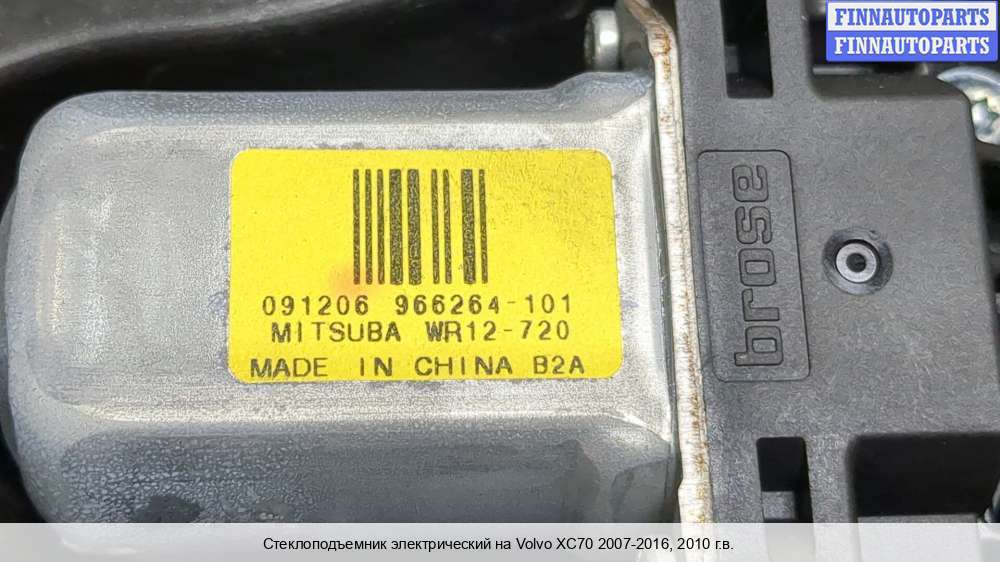 FINNAUTOPARTS
FINNAUTOPARTS
091206 966264-101
MITSUBA WR12-720
MADE IN CHINA B2A
brose
Стеклоподъемник электрический на Volvo XC70 2007-2016, 2010 г.в.